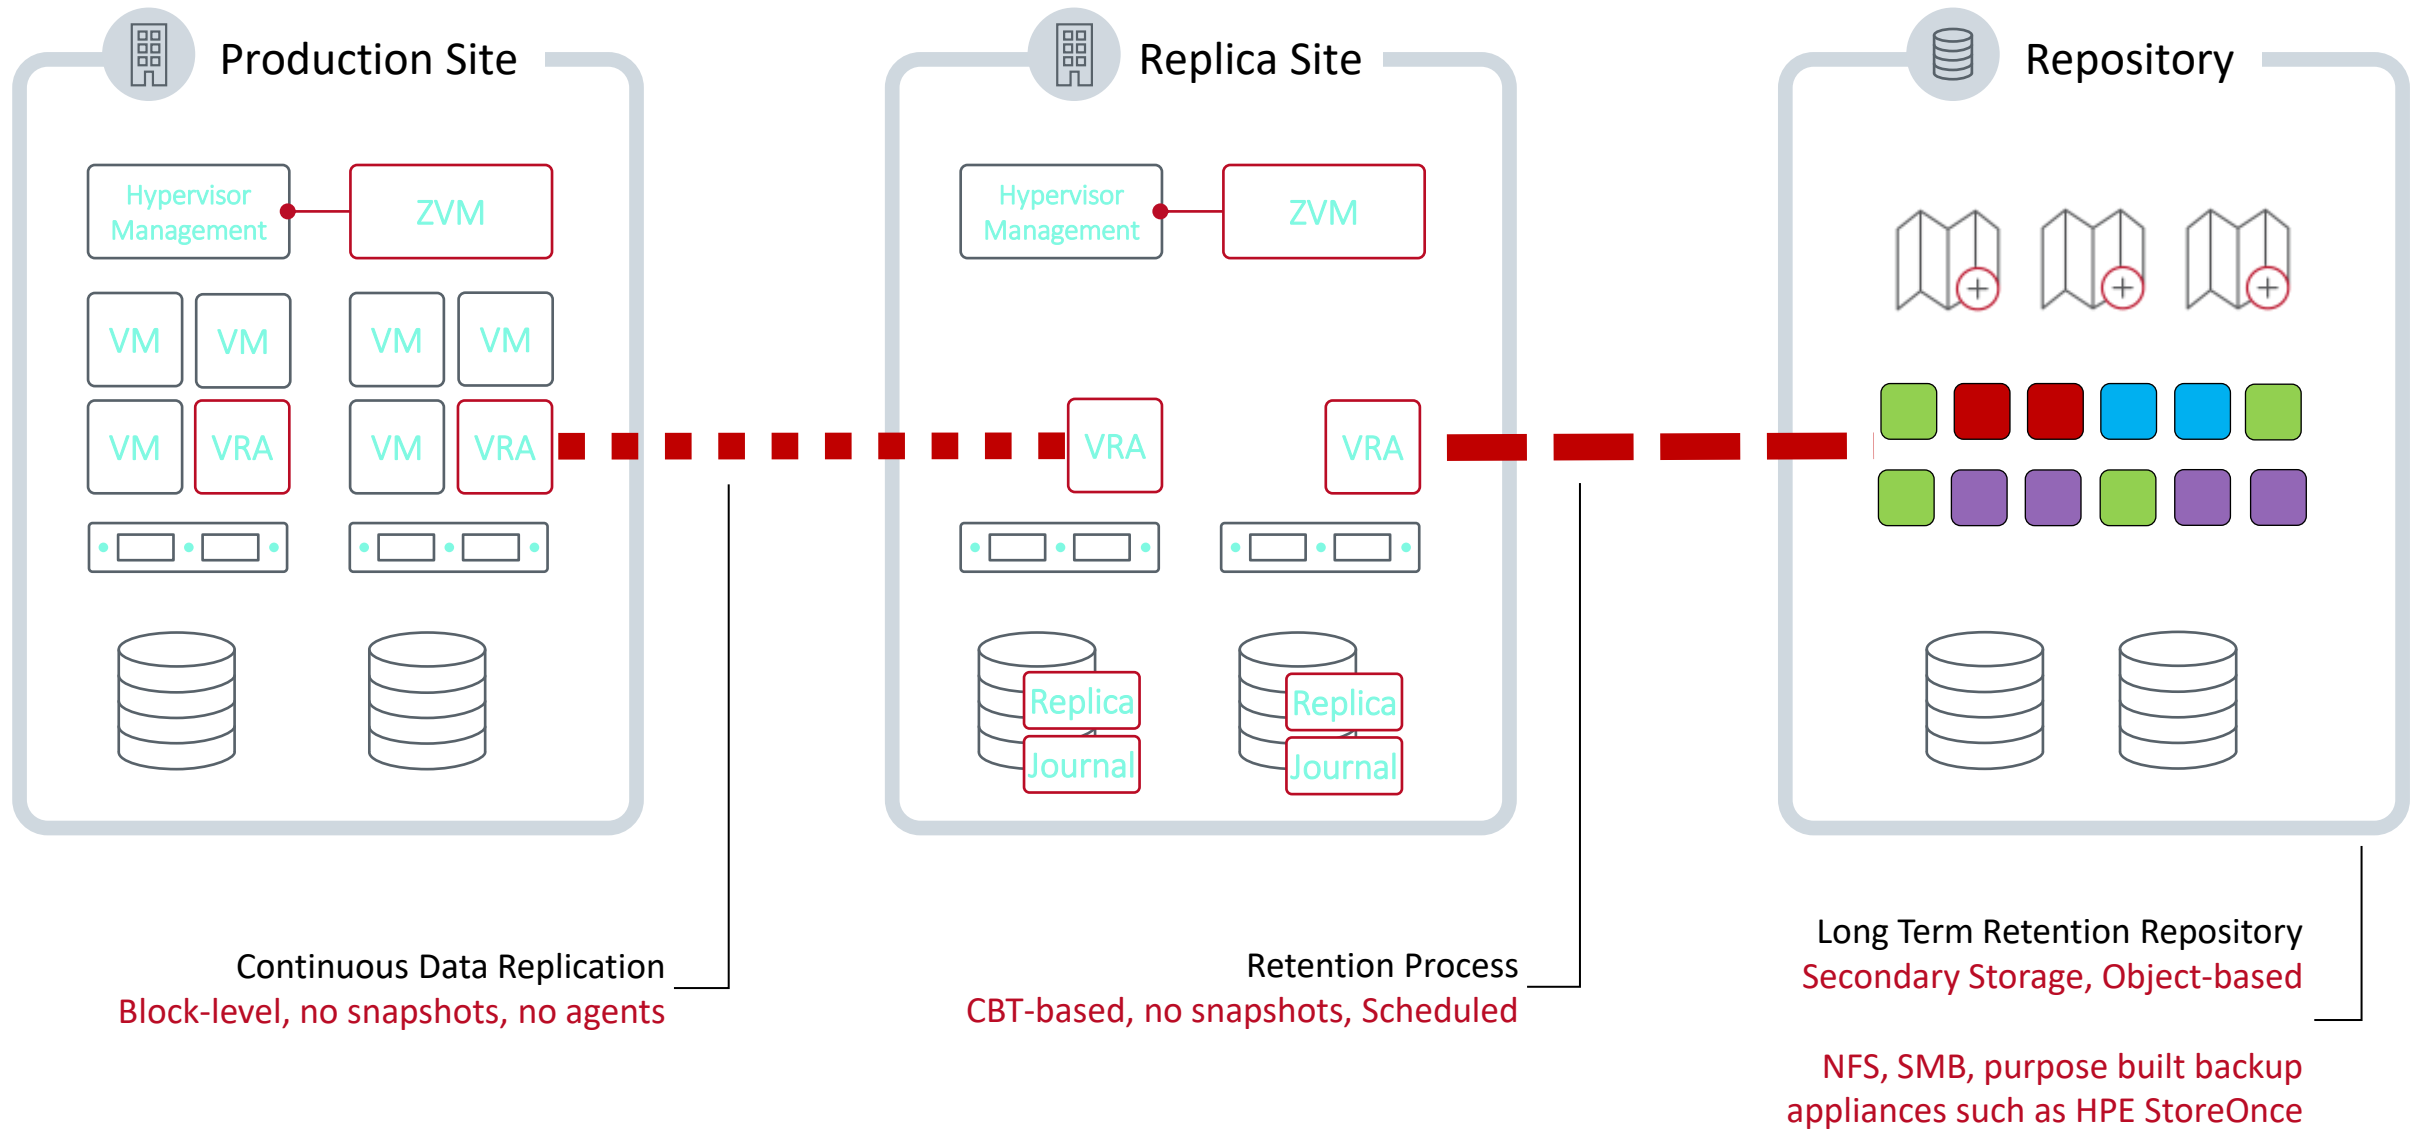 Production Site
Replica Site
Repository
Hypervisor
Management
ZVM
Hypervisor
Management
ZVM
VM
VM
VM
VM
VM
VRA
VM
VRA
VRA
VRA
Replica
Journal
Replica
Journal
Continuous Data Replication
Block-level, no snapshots, no agents
Retention Process
CBT-based, no snapshots, Scheduled
Long Term Retention Repository
Secondary Storage, Object-based
NFS, SMB, purpose built backup
appliances such as HPE StoreOnce